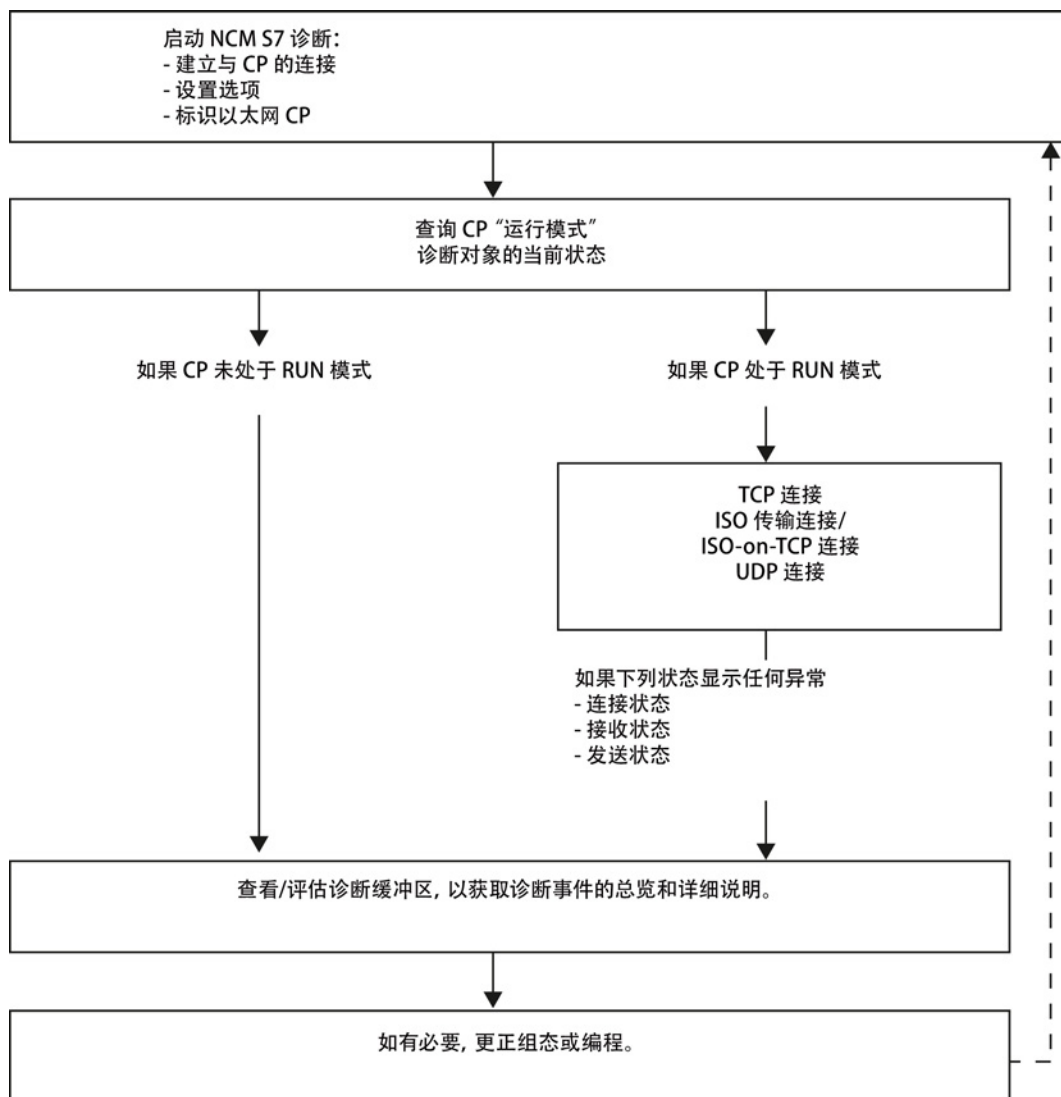 启动 NCM S7 诊断：
- 建立与 CP 的连接
- 设置选项
- 标识以太网 CP
查询 CP “运行模式”
诊断对象的当前状态
如果 CP 未处于 RUN 模式
如果 CP 处于 RUN 模式
TCP 连接
ISO 传输连接/
ISO-on-TCP 连接
UDP 连接
如果下列状态显示任何异常
- 连接状态
- 接收状态
- 发送状态
查看/评估诊断缓冲区, 以获取诊断事件的总览和详细说明。
如有必要, 更正组态或编程。